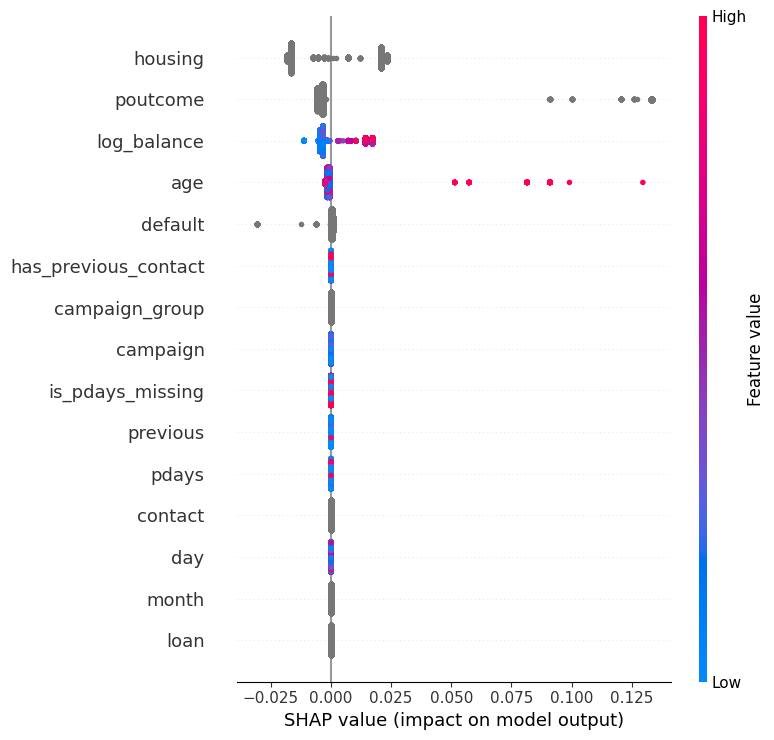 High
housing
poutcome
log_balance
age
default
has_previous_contact
campaign_group
campaign
is_pdays_missing
previous
pdays
contact
day
month
loan
Low
Feature value
−0.025 0.000 0.025 0.050 0.075 0.100 0.125
SHAP value (impact on model output)